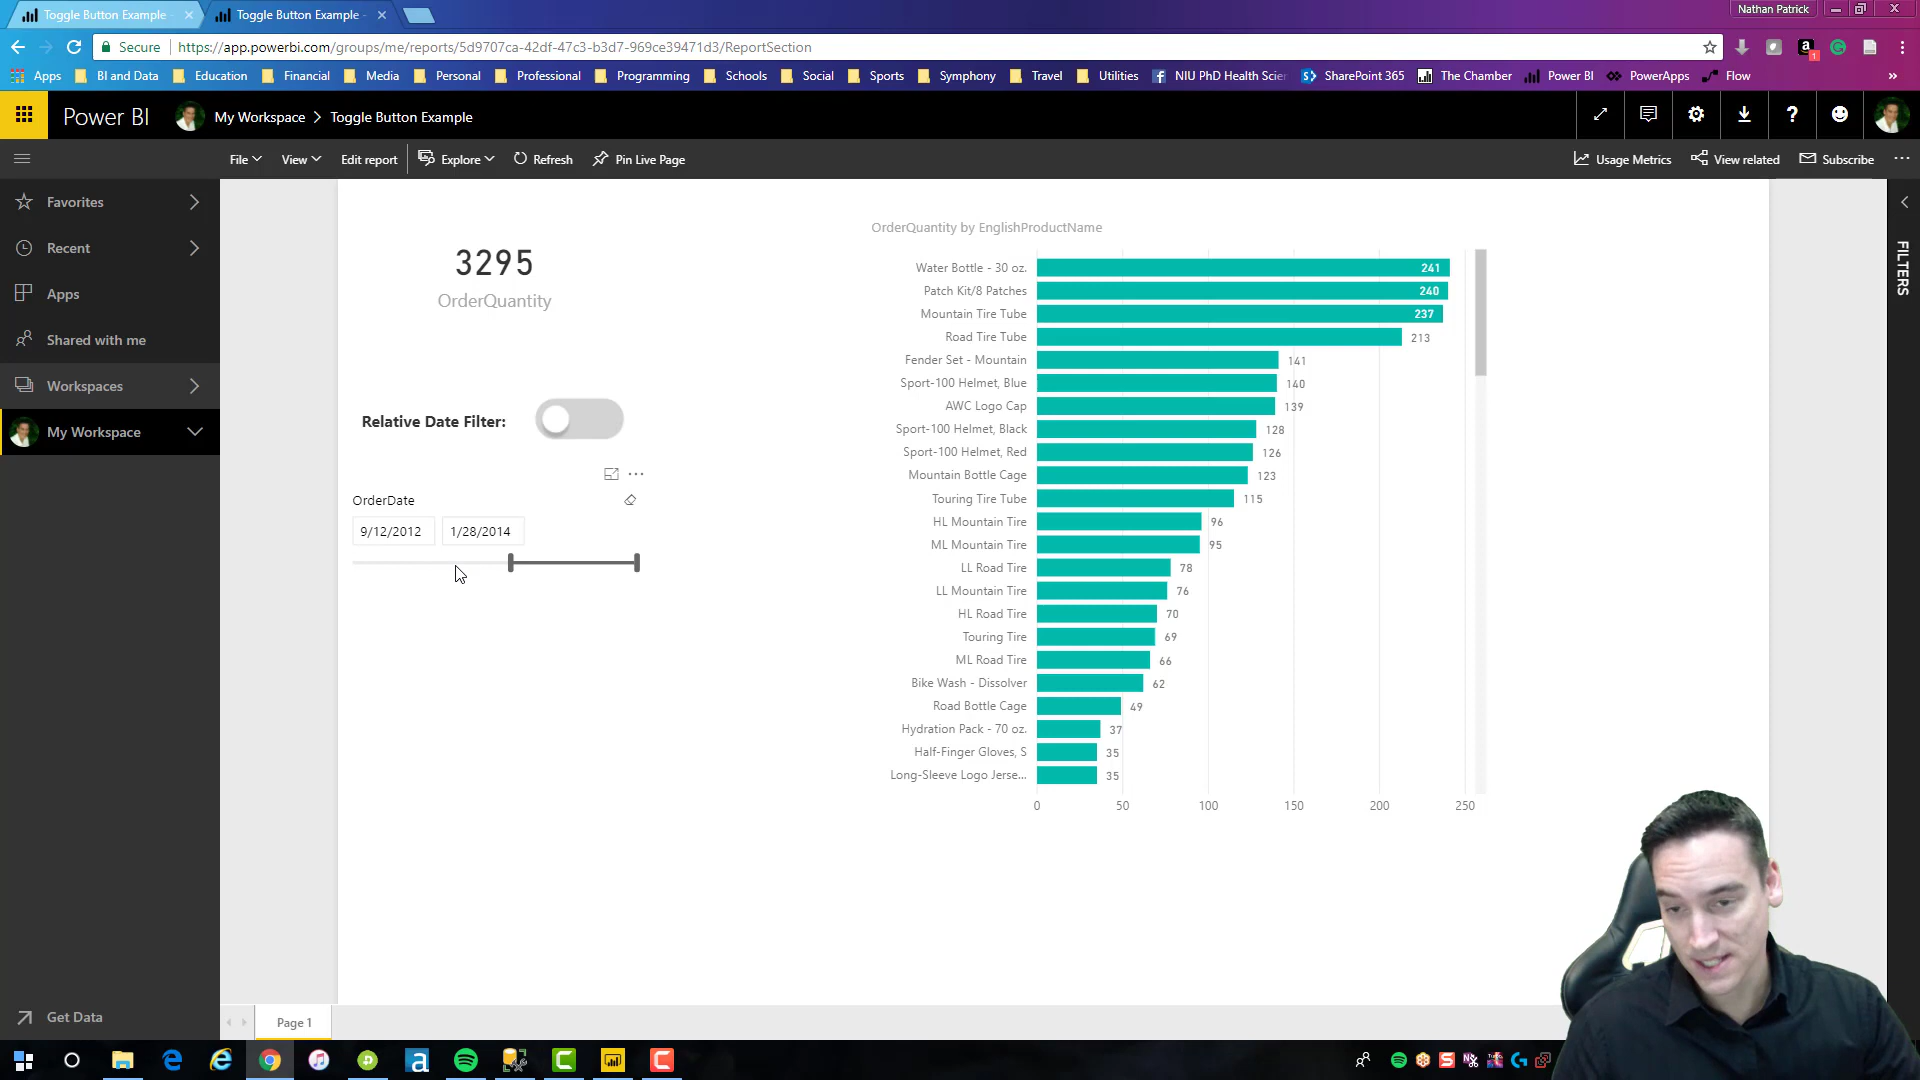 Toggle Button Example
Toggle Button Example
Nathan Patrick
Secure https://app.powerbi.com/groups/me/reports/5d9707ca-42df-47c3-b3d7-969ce39471d3/ReportSection
Apps BI and Data Education Financial Media Personal Professional Programming Schools Social Sports Symphony Travel Utilities NIU PhD Health Scien SharePoint 365 The Chamber Power BI PowerApps Flow »
Power BI My Workspace > Toggle Button Example
File View Edit report Explore Refresh Pin Live Page Usage Metrics View related Subscribe ...
Favorites
Recent
Apps
Shared with me
Workspaces
My Workspace
Get Data
FILTERS
3295
OrderQuantity
Relative Date Filter:
OrderDate
9/12/2012 1/28/2014
OrderQuantity by EnglishProductName
Water Bottle - 30 oz. 241
Patch Kit/8 Patches 240
Mountain Tire Tube 237
Road Tire Tube 213
Fender Set - Mountain 141
Sport-100 Helmet, Blue 140
AWC Logo Cap 139
Sport-100 Helmet, Black 128
Sport-100 Helmet, Red 126
Mountain Bottle Cage 123
Touring Tire Tube 115
HL Mountain Tire 96
ML Mountain Tire 95
LL Road Tire 78
LL Mountain Tire 76
HL Road Tire 70
Touring Tire 69
ML Road Tire 66
Bike Wash - Dissolver 62
Road Bottle Cage 49
Hydration Pack - 70 oz. 37
Half-Finger Gloves, S 35
Long-Sleeve Logo Jerse... 35
0 50 100 150 200 250
Page 1